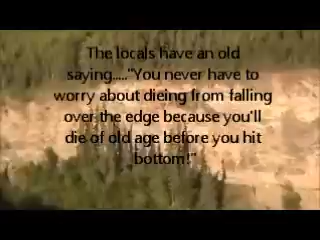 The locals have an old
saying....."You never have to
worry about dieing from falling
over the edge because you'll
die of old age before you hit
bottom!"